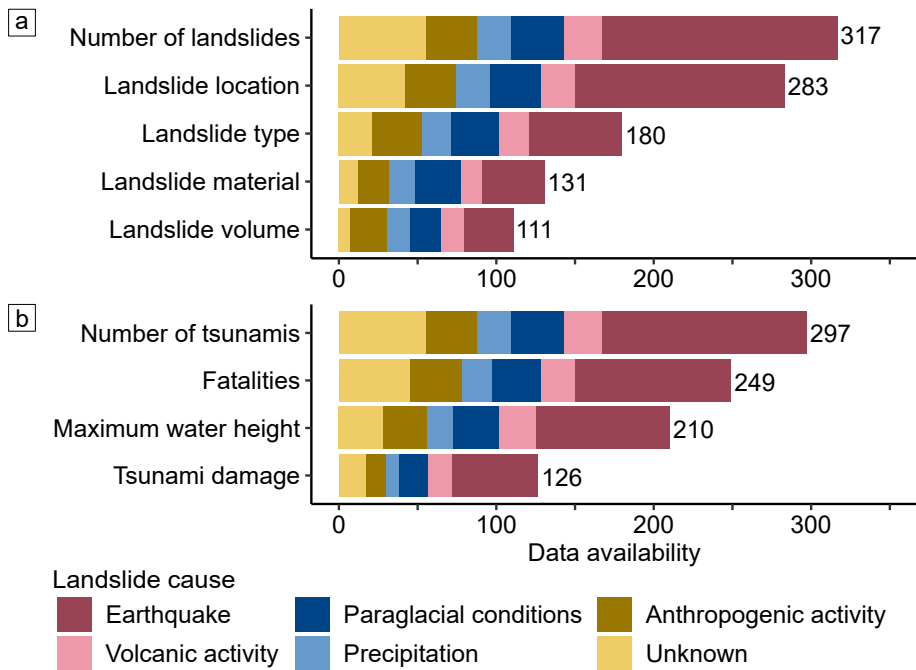 a
Number of landslides 317
Landslide location 283
Landslide type 180
Landslide material 131
Landslide volume 111
0 100 200 300
b
Number of tsunamis 297
Fatalities 249
Maximum water height 210
Tsunami damage 126
0 100 200 300
Data availability
Landslide cause
Earthquake Paraglacial conditions Anthropogenic activity
Volcanic activity Precipitation Unknown